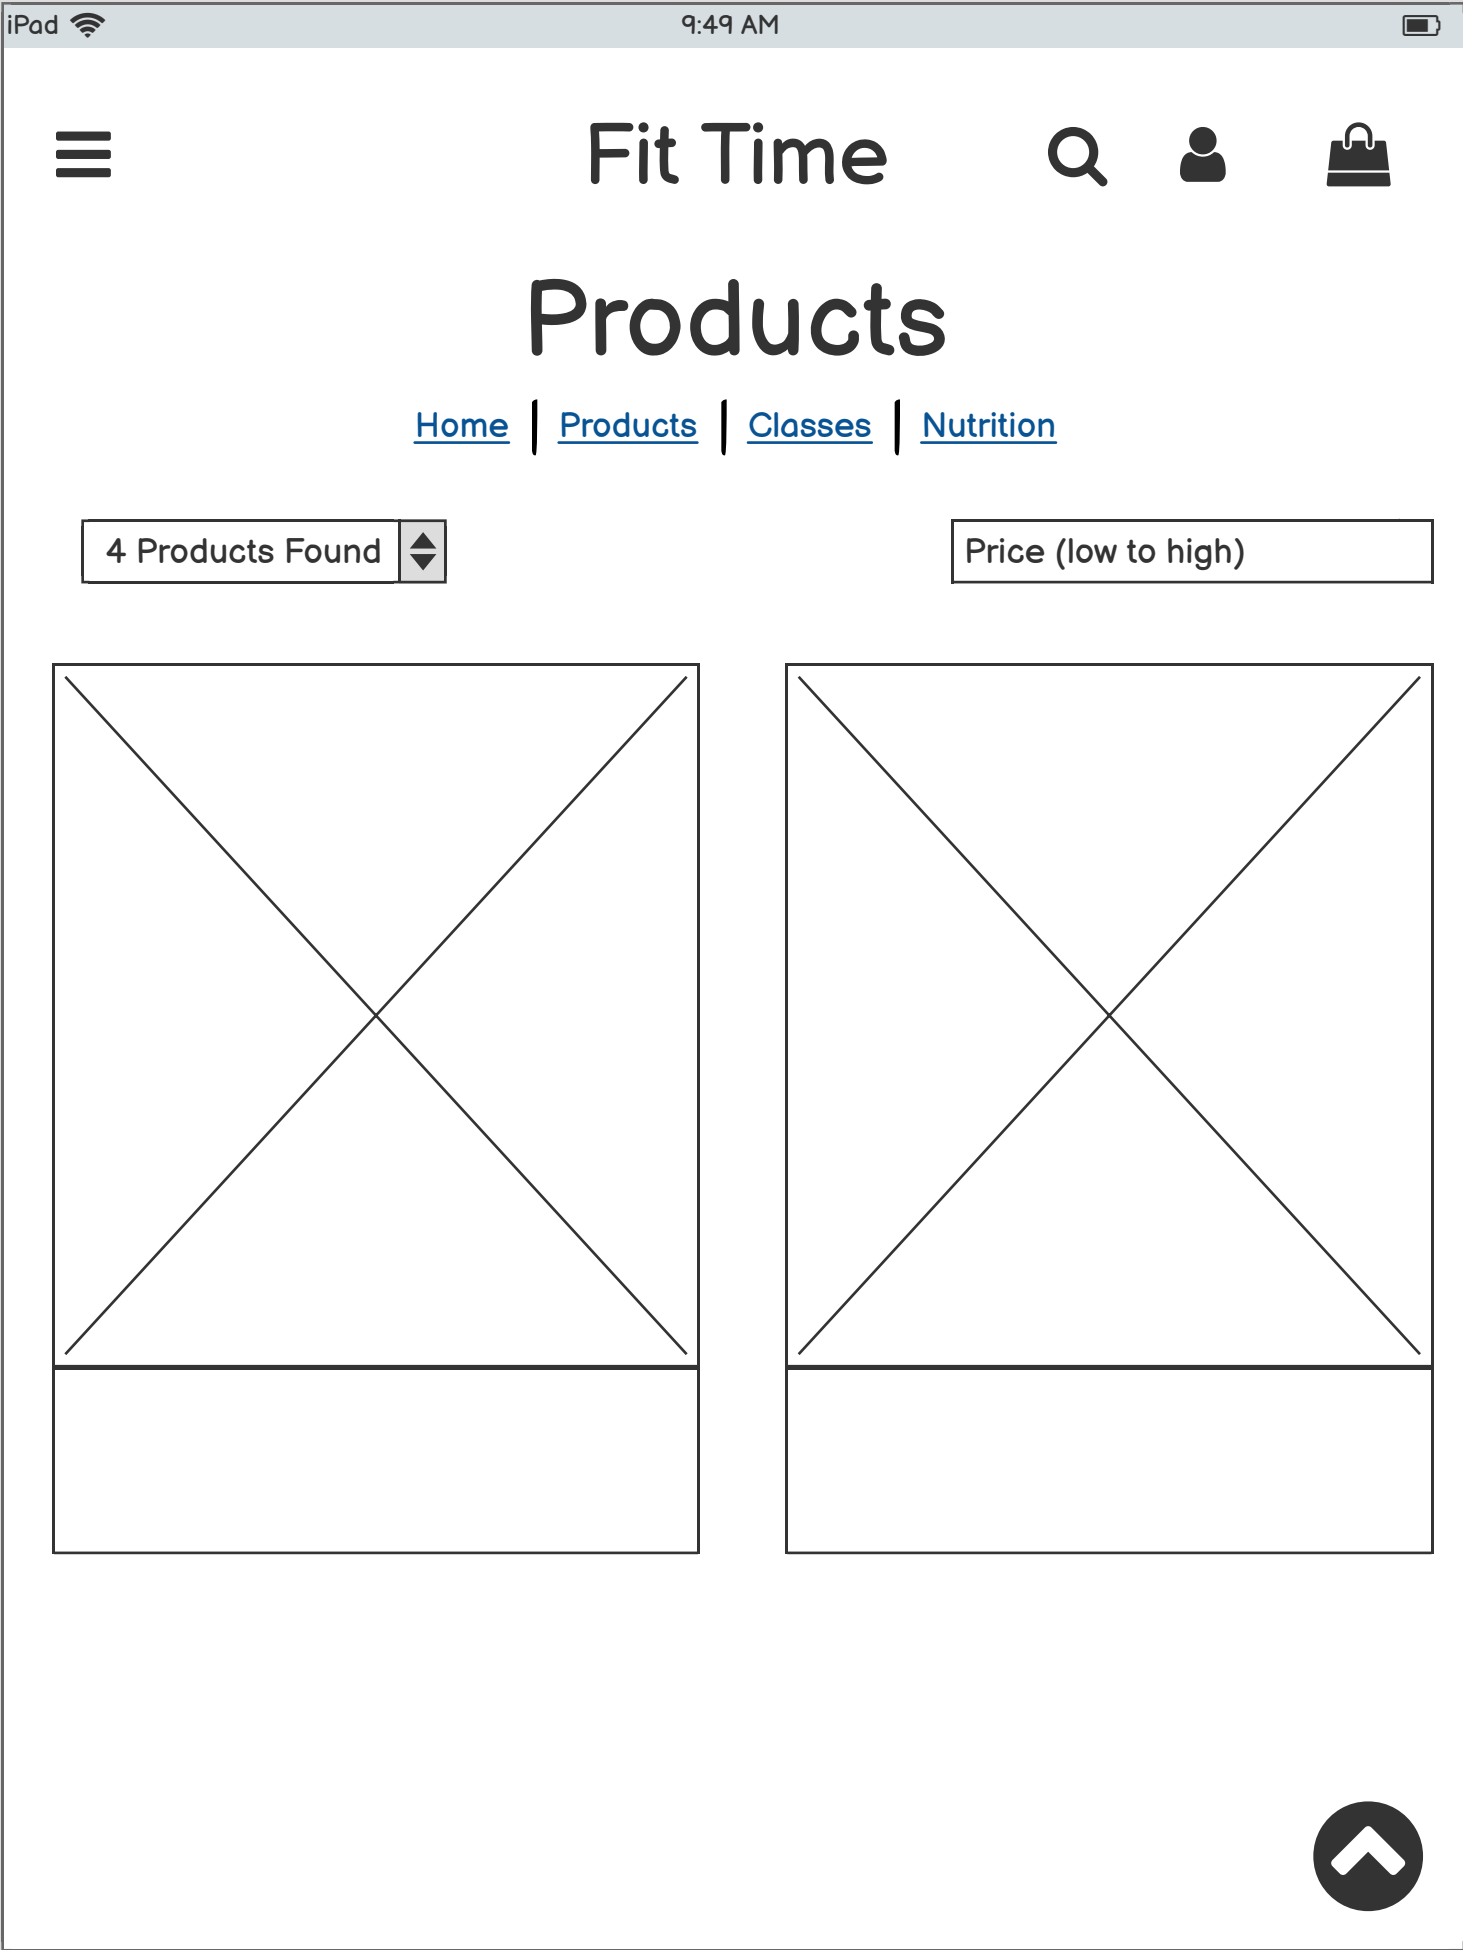 iPad 9:49 AM
Fit Time
Products
Home Products Classes Nutrition
4 Products Found Price (low to high)